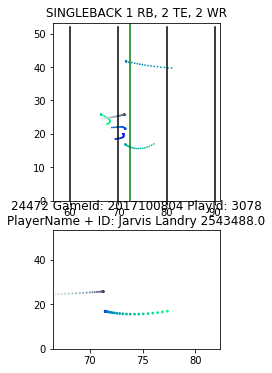 SINGLEBACK 1 RB, 2 TE, 2 WR
50
40
30
20
10
0
60 70 80 90
24472 GameId: 2017100804 PlayId: 3078
PlayerName + ID: Jarvis Landry 2543488.0
40
20
0
70 75 80